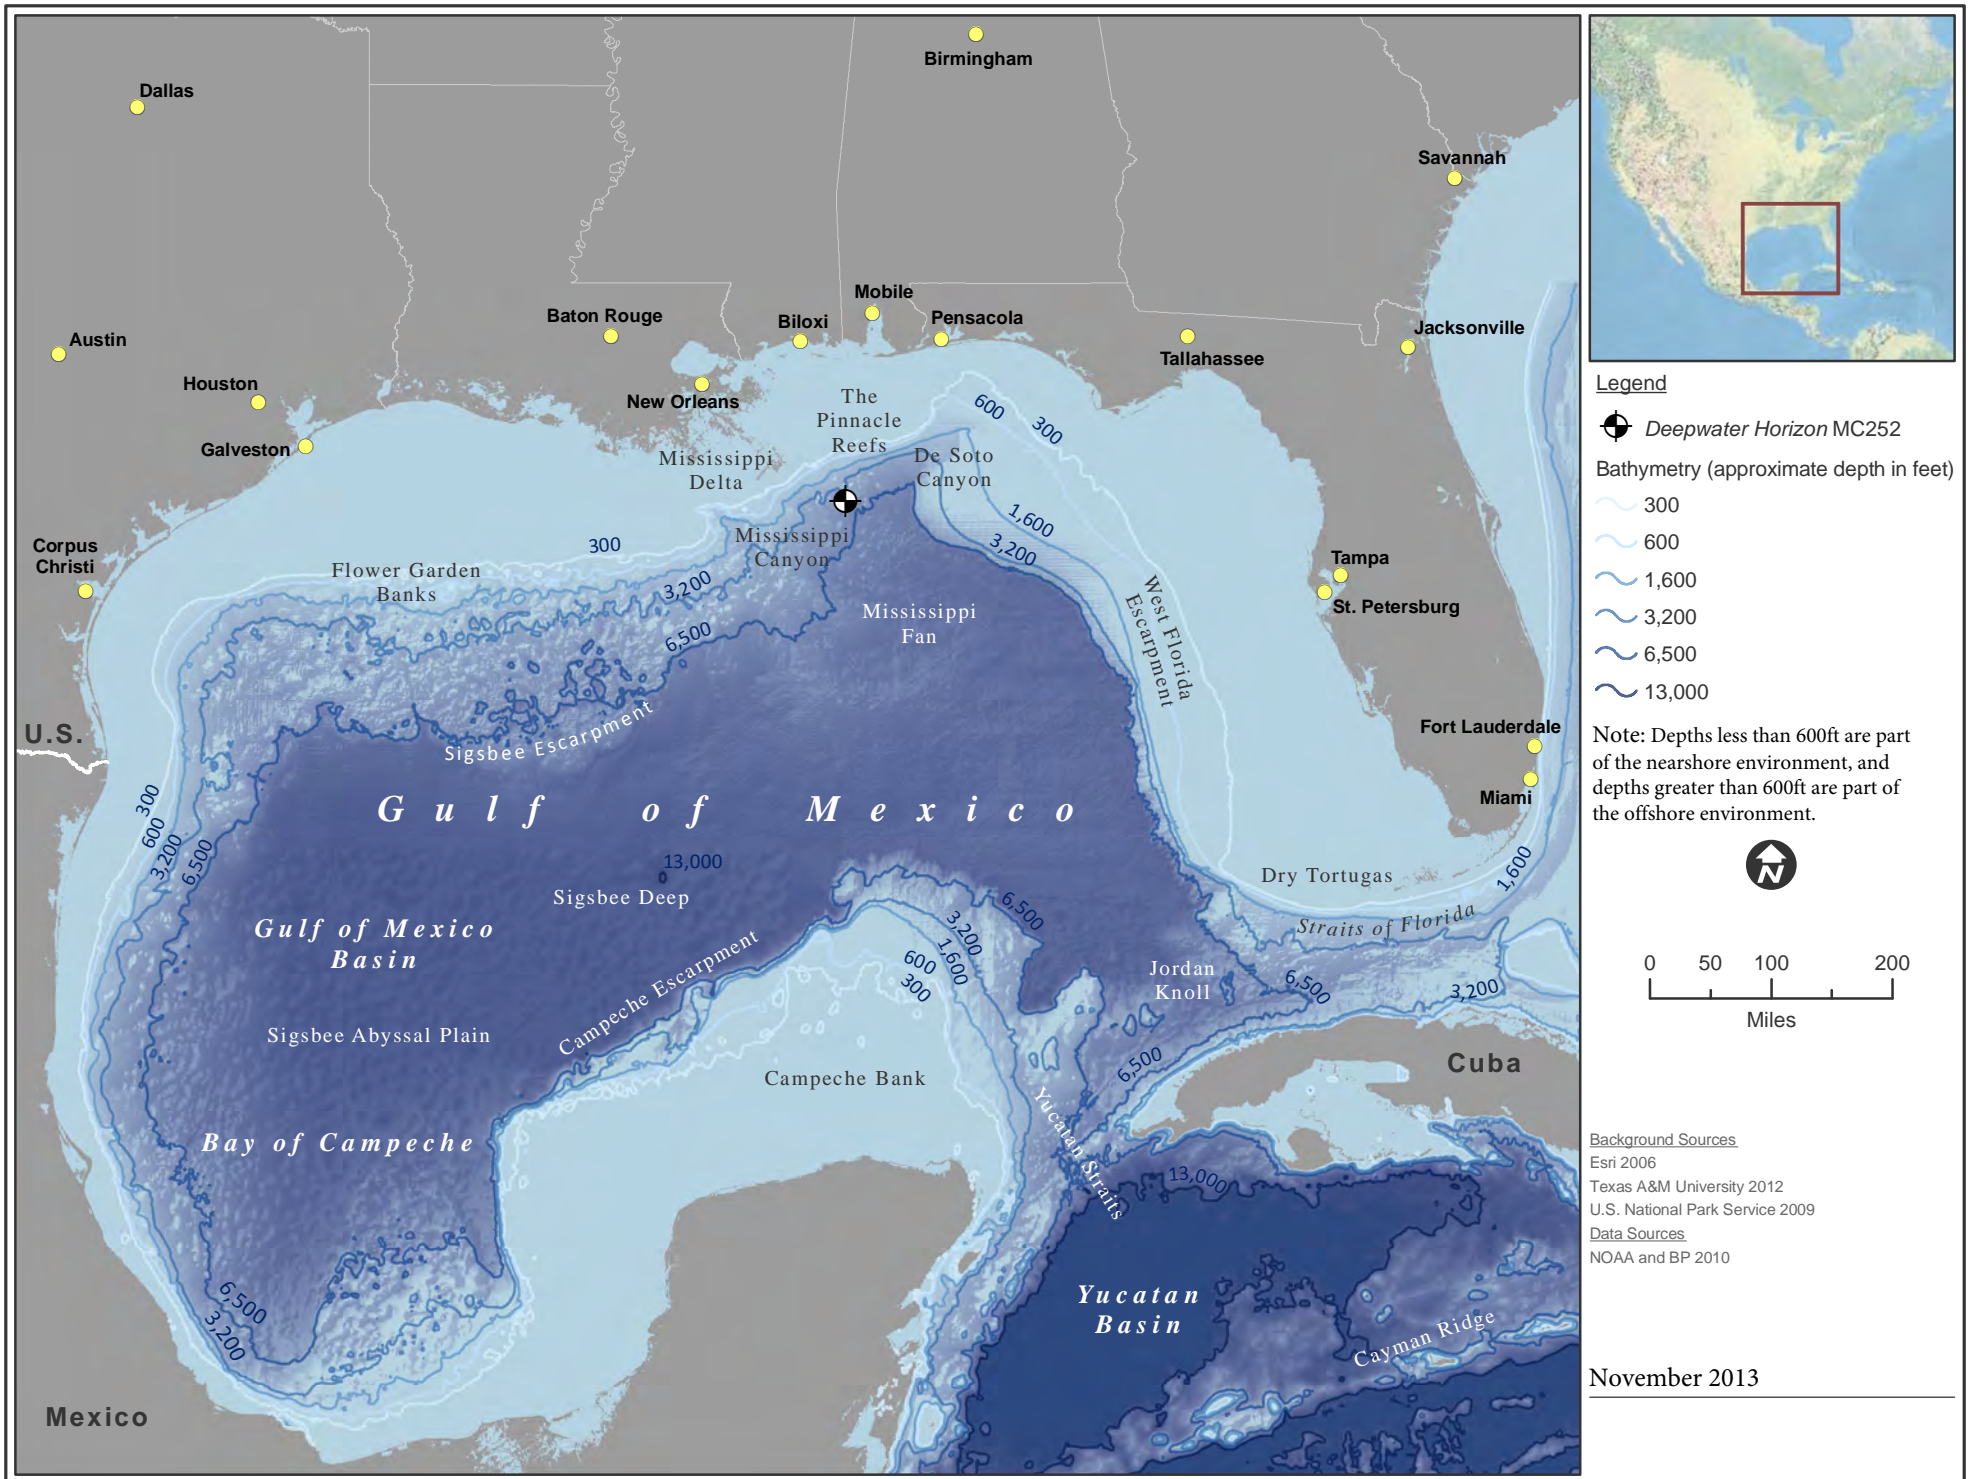 Birmingham
Dallas
Savannah
Mobile
Baton Rouge
Biloxi
Pensacola
Jacksonville
Austin
Tallahassee
Houston
New Orleans
The
Pinnacle
Reefs
600
300
Galveston
Mississippi
Delta
De Soto
Canyon
1,600
3,200
Corpus
Christi
300
Mississippi
Canyon
Flower Garden
Banks
3,200
6,500
Tampa
St. Petersburg
West Florida
Escarpment
Mississippi
Fan
U.S.
Sigsbee Escarpment
Fort Lauderdale
Miami
Gulf of Mexico
300
600
3,200
6,500
13,000
Sigsbee Deep
Dry Tortugas
1,600
Straits of Florida
6,500
3,200
1,600
600
300
Gulf of Mexico
Basin
Campeche Escarpment
Jordan
Knoll
6,500
3,200
Sigsbee Abyssal Plain
Campeche Bank
6,500
Cuba
Yucatan Straits
Bay of Campeche
13,000
6,500
3,200
Yucatan
Basin
Cayman Ridge
Mexico
Legend
Deepwater Horizon MC252
Bathymetry (approximate depth in feet)
300
600
1,600
3,200
6,500
13,000
Note: Depths less than 600ft are part
of the nearshore environment, and
depths greater than 600ft are part of
the offshore environment.
N
0 50 100 200
Miles
Background Sources
Esri 2006
Texas A&M University 2012
U.S. National Park Service 2009
Data Sources
NOAA and BP 2010
November 2013